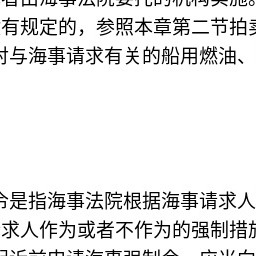 者由海事法院委托的机构实施。
有规定的，参照本章第二节拍卖
对与海事请求有关的船用燃油、
令是指海事法院根据海事请求人
求人作为或者不作为的强制措施